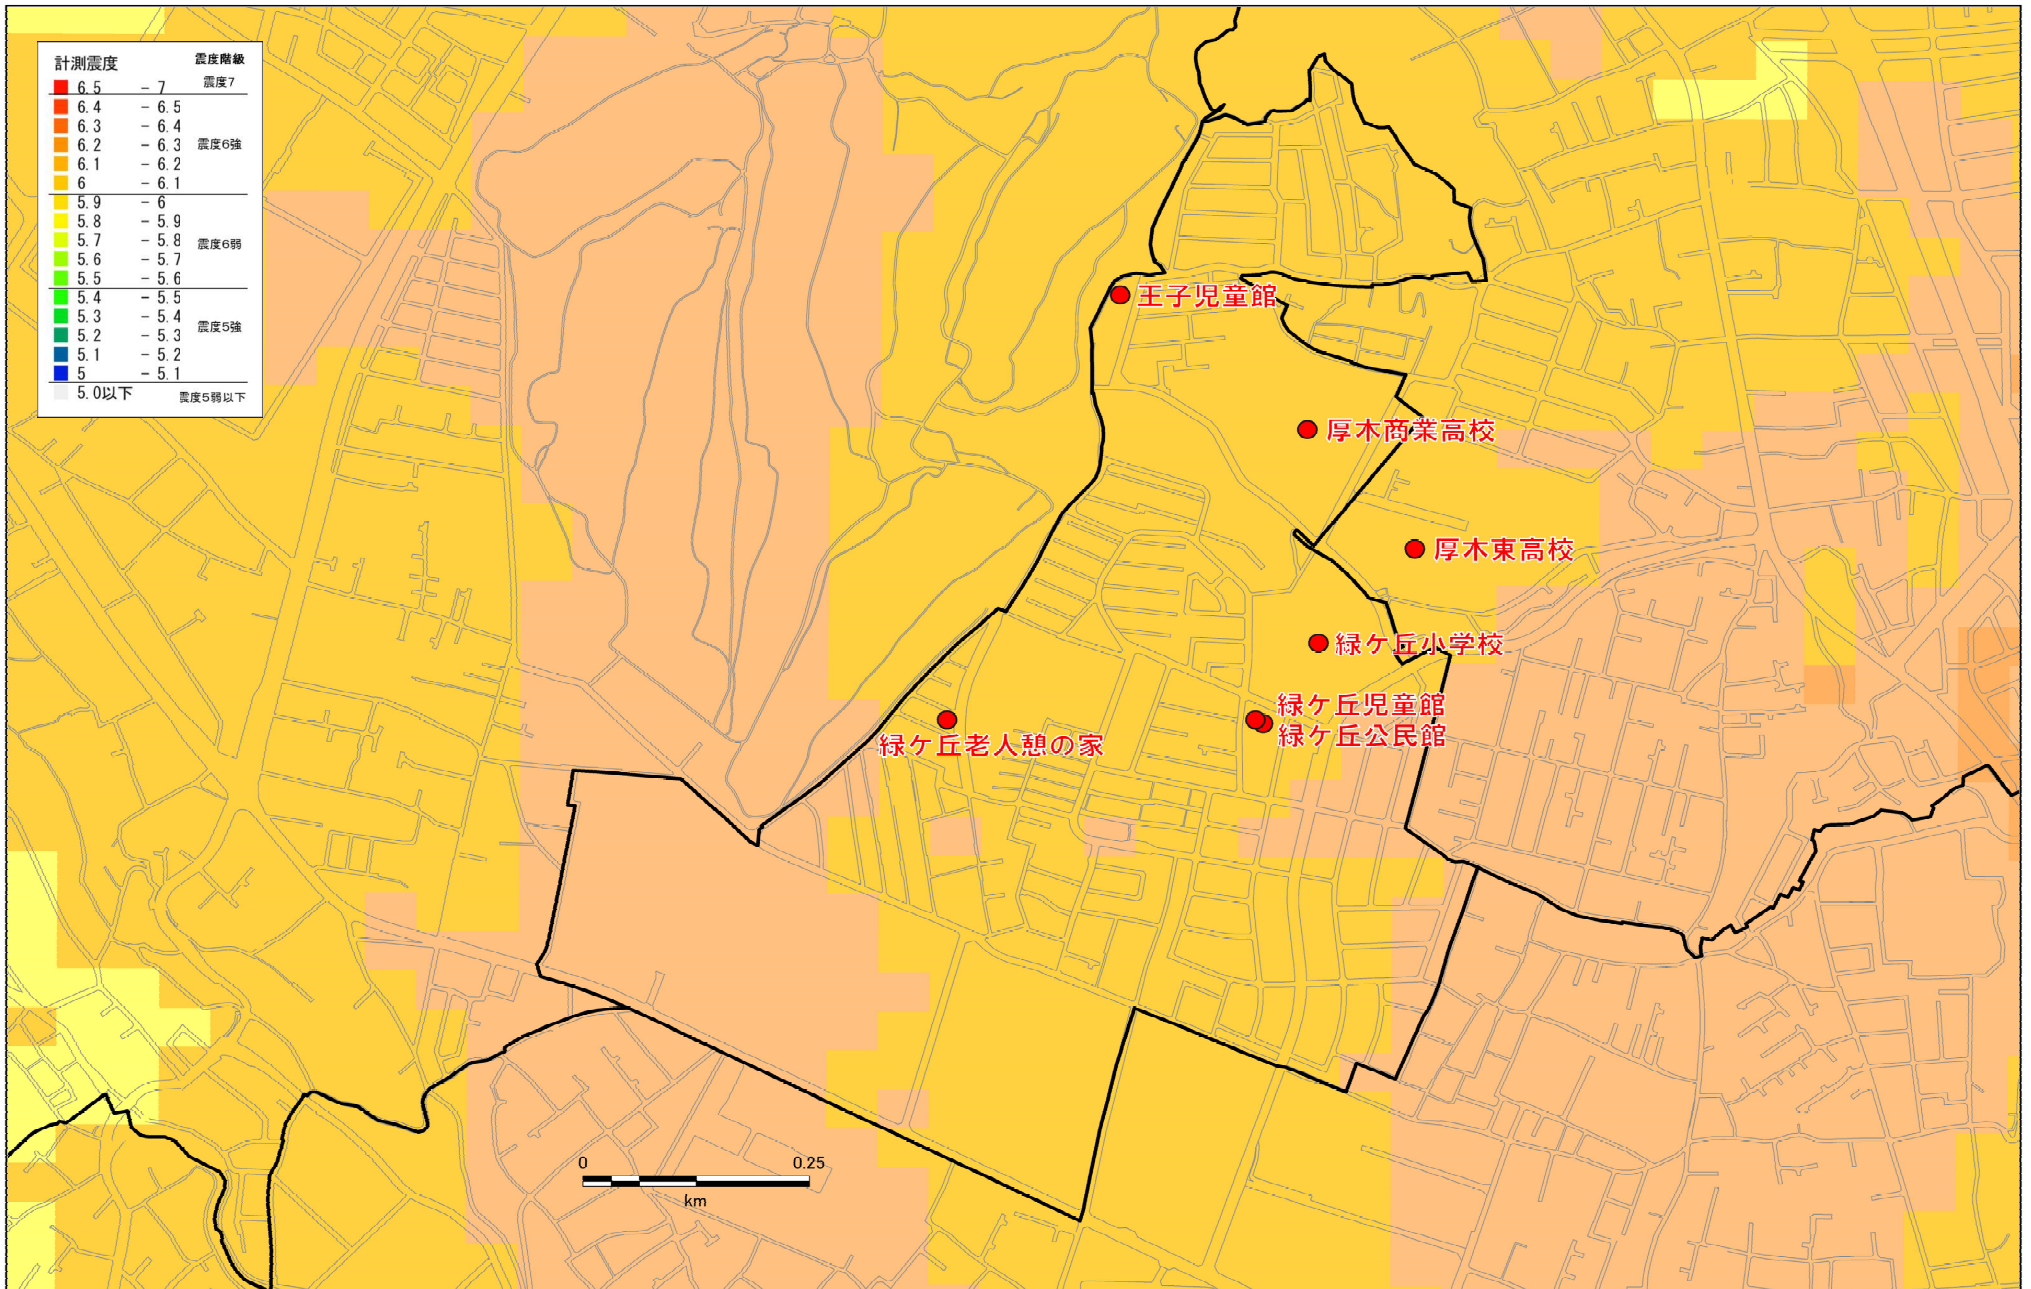 計測震度 震度階級
6.5 - 7 震度7
6.4 - 6.5
6.3 - 6.4
6.2 - 6.3 震度6強
6.1 - 6.2
6 - 6.1
5.9 - 6
5.8 - 5.9
5.7 - 5.8 震度6弱
5.6 - 5.7
5.5 - 5.6
5.4 - 5.5
5.3 - 5.4
5.2 - 5.3 震度5強
5.1 - 5.2
5 - 5.1
5.0以下 震度5弱以下
王子児童館
厚木商業高校
厚木東高校
緑ケ丘小学校
緑ケ丘児童館
緑ケ丘公民館
緑ケ丘老人憩の家
0 0.25
km